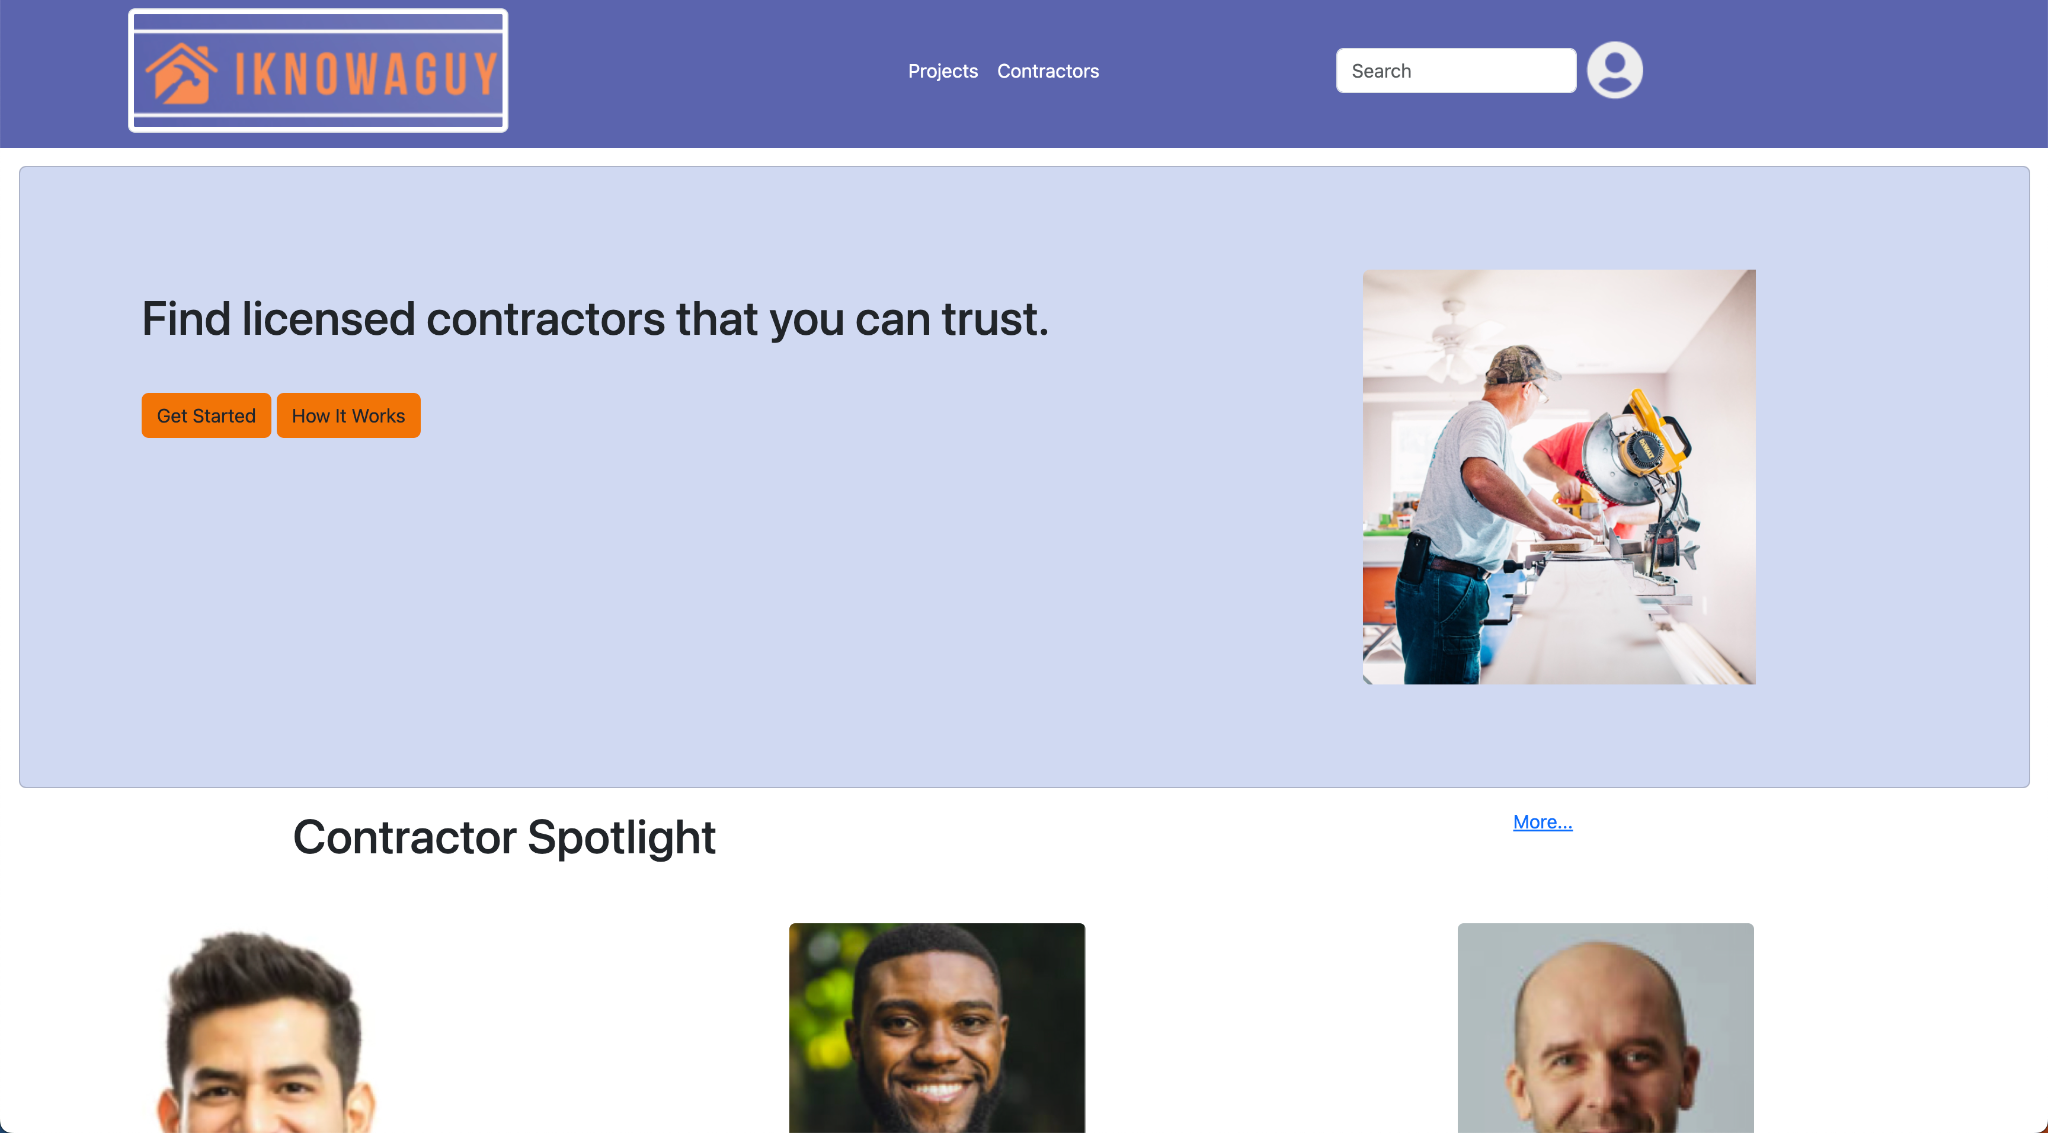 IKNOWAGUY
Projects Contractors
Search
Find licensed contractors that you can trust.
Get Started How It Works
Contractor Spotlight
More...